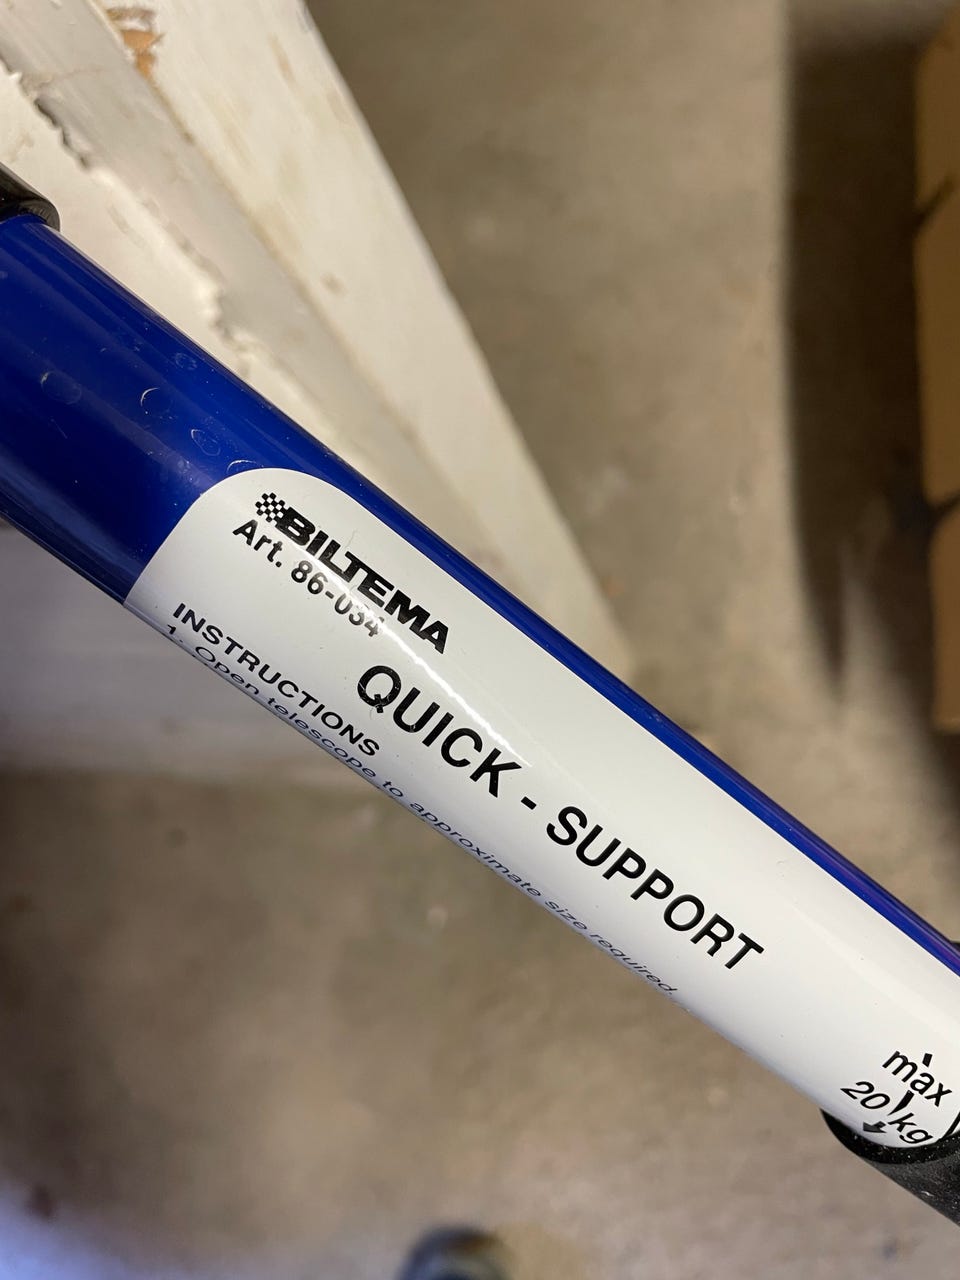 BILTEMA
Art. 86-034
QUICK - SUPPORT
INSTRUCTIONS
1. Open telescope to approximate size required.
max
20 kg